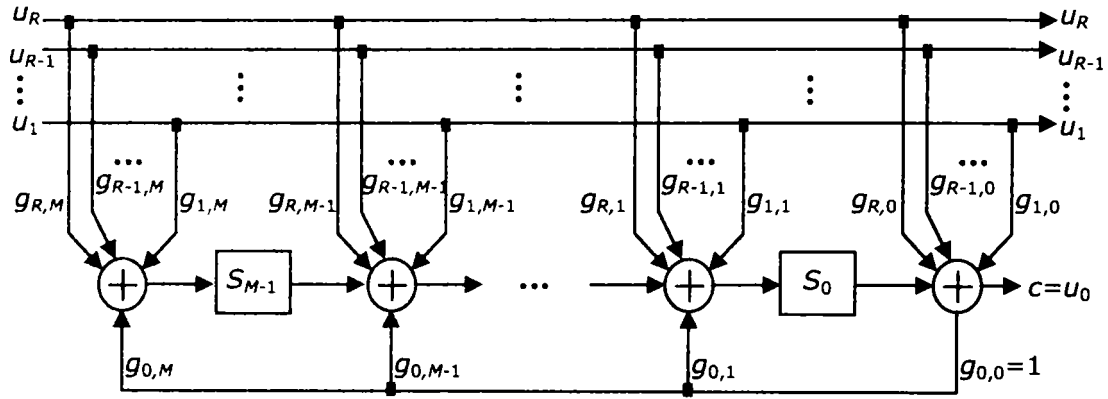 u_R u_R
u_{R-1} u_{R-1}
⋮ ⋮ ⋮ ⋮ ⋮
u_1 u_1
... ... ... ...
g_{R,M} g_{R-1,M} g_{1,M} g_{R,M-1} g_{R-1,M-1} g_{1,M-1} g_{R,1} g_{R-1,1} g_{1,1} g_{R,0} g_{R-1,0} g_{1,0}
+ S_{M-1} + ... + S_0 + c=u_0
g_{0,M} g_{0,M-1} g_{0,1} g_{0,0}=1